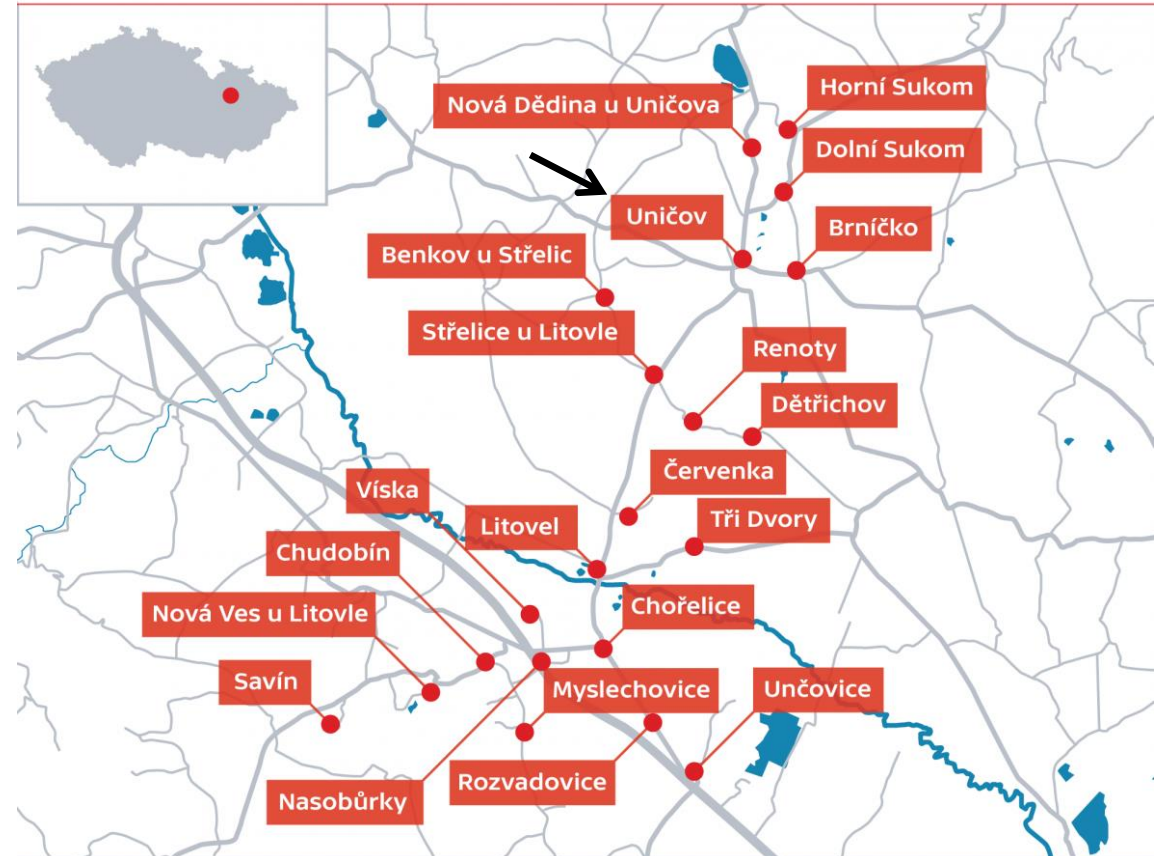 Horní Sukom
Nová Dědina u Uničova
Dolní Sukom
Uničov
Brníčko
Benkov u Střelic
Střelice u Litovle
Renoty
Dětřichov
Červenka
Víska
Tři Dvory
Litovel
Chudobín
Chořelice
Nová Ves u Litovle
Savín
Myslechovice
Unčovice
Rozvadovice
Nasobůrky